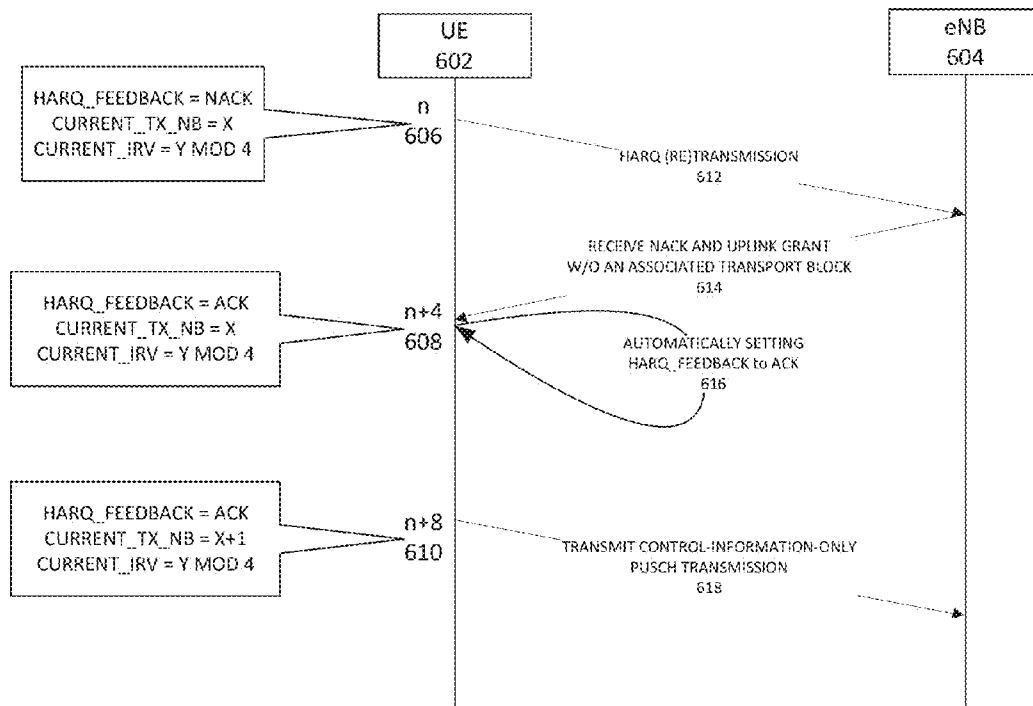 UE
602
eNB
604
HARQ_FEEDBACK = NACK
CURRENT_TX_NB = X
CURRENT_IRV = Y MOD 4
n
606
HARQ (RE)TRANSMISSION
612
RECEIVE NACK AND UPLINK GRANT
W/O AN ASSOCIATED TRANSPORT BLOCK
614
HARQ_FEEDBACK = ACK
CURRENT_TX_NB = X
CURRENT_IRV = Y MOD 4
n+4
608
AUTOMATICALLY SETTING
HARQ_FEEDBACK to ACK
616
HARQ_FEEDBACK = ACK
CURRENT_TX_NB = X+1
CURRENT_IRV = Y MOD 4
n+8
610
TRANSMIT CONTROL-INFORMATION-ONLY
PUSCH TRANSMISSION
618